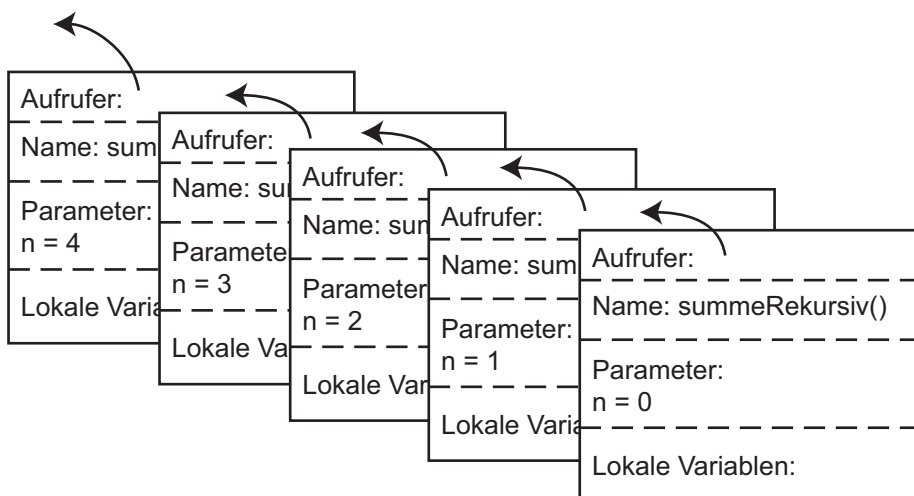 Aufrufer:
Name: sum
Parameter:
n = 4
Lokale Varia
Aufrufer:
Name: su
Paramete
n = 3
Lokale Va
Aufrufer:
Name: sum
Parameter
n = 2
Lokale Var
Aufrufer:
Name: sum
Parameter:
n = 1
Lokale Varia
Aufrufer:
Name: summeRekursiv()
Parameter:
n = 0
Lokale Variablen: